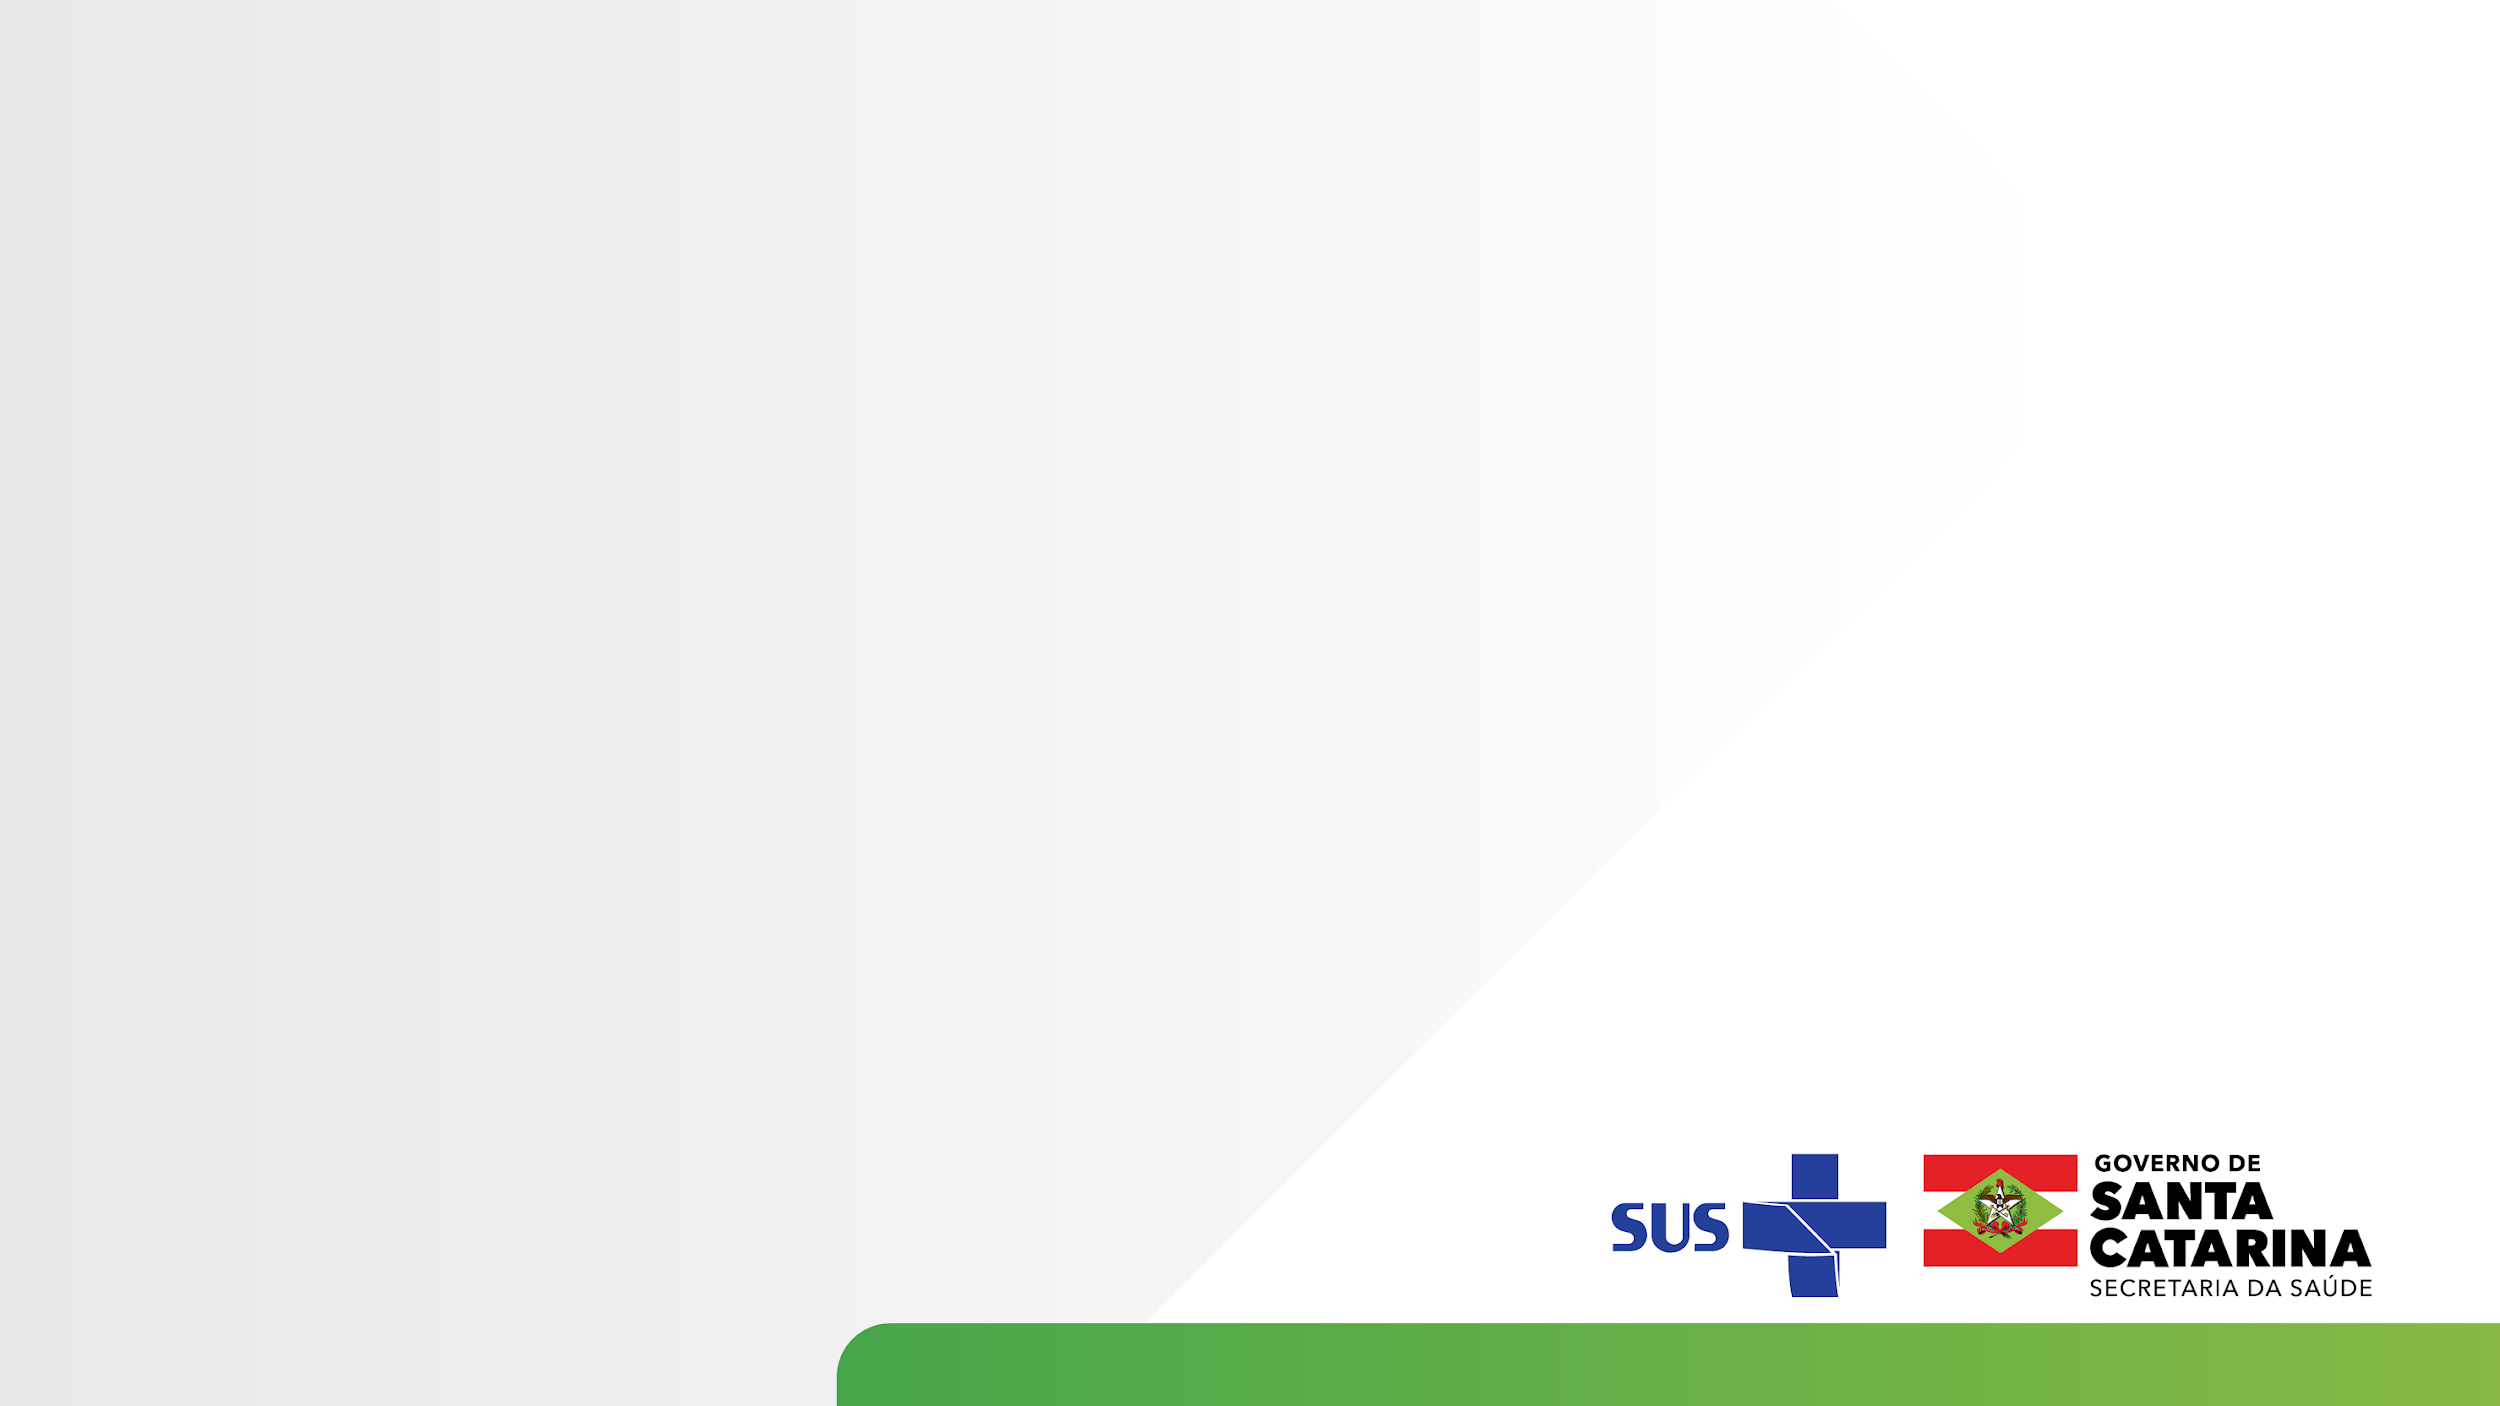 SUS
GOVERNO DE
SANTA
CATARINA
SECRETARIA DA SAÚDE